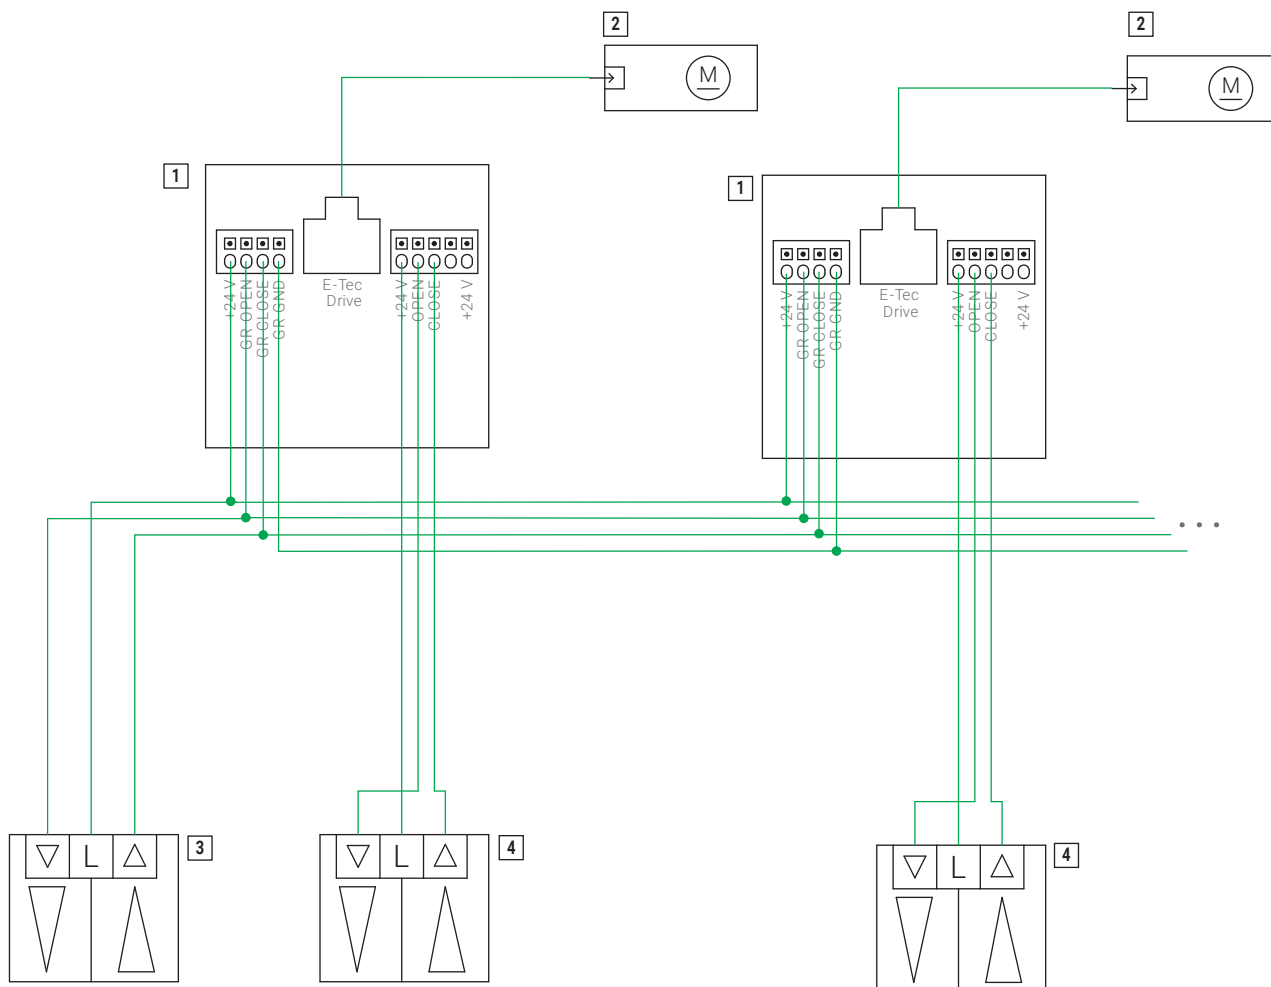 2
2
M
M
1
1
E-Tec
Drive
+24 V
GR OPEN
GR CLOSE
GR GND
+24 V
OPEN
CLOSE
+24 V
E-Tec
Drive
+24 V
GR OPEN
GR CLOSE
GR GND
+24 V
OPEN
CLOSE
+24 V
...
L
3
L
4
L
4